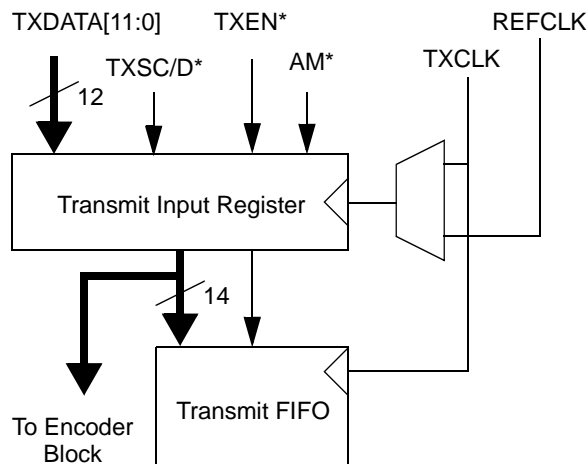 TXDATA[11:0]
TXEN*
REFCLK
TXSC/D*
AM*
TXCLK
12
Transmit Input Register
14
Transmit FIFO
To Encoder
Block